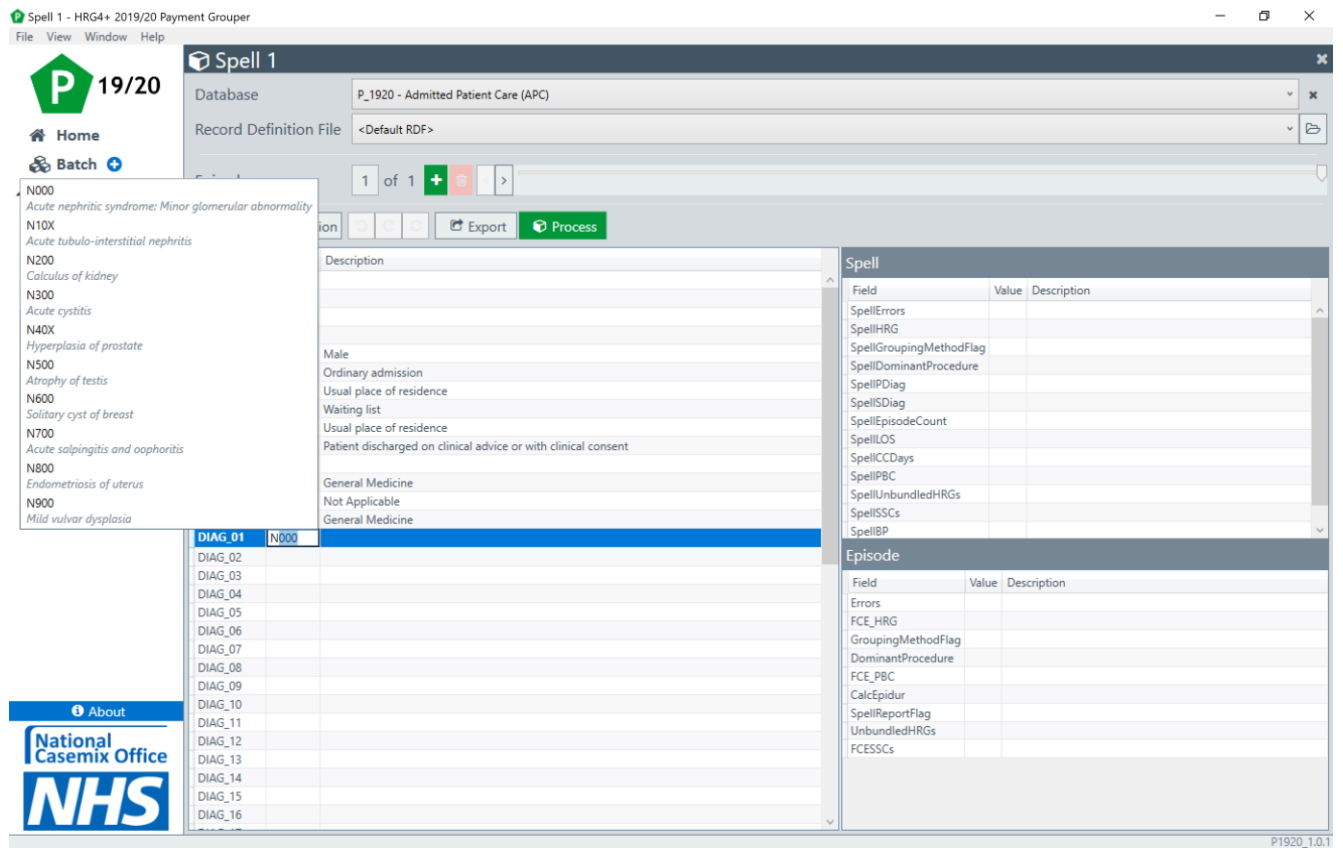 Spell 1 - HRG4+ 2019/20 Payment Grouper
File View Window Help
P 19/20
Home
Batch
Spell 1
Database P_1920 - Admitted Patient Care (APC)
Record Definition File <Default RDF>
1 of 1
ion Export Process
N000
Acute nephritic syndrome: Minor glomerular abnormality
N10X
Acute tubulo-interstitial nephritis
N200
Calculus of kidney
N300
Acute cystitis
N40X
Hyperplasia of prostate
N500
Atrophy of testis
N600
Solitary cyst of breast
N700
Acute salpingitis and oophoritis
N800
Endometriosis of uterus
N900
Mild vulvar dysplasia
Description
Male
Ordinary admission
Usual place of residence
Waiting list
Usual place of residence
Patient discharged on clinical advice or with clinical consent
General Medicine
Not Applicable
General Medicine
DIAG_01 N000
DIAG_02
DIAG_03
DIAG_04
DIAG_05
DIAG_06
DIAG_07
DIAG_08
DIAG_09
DIAG_10
DIAG_11
DIAG_12
DIAG_13
DIAG_14
DIAG_15
DIAG_16
Spell
Field Value Description
SpellErrors
SpellHRG
SpellGroupingMethodFlag
SpellDominantProcedure
SpellPDiag
SpellSDiag
SpellEpisodeCount
SpellLOS
SpellCCDays
SpellPBC
SpellUnbundledHRGs
SpellSSCs
SpellBP
Episode
Field Value Description
Errors
FCE_HRG
GroupingMethodFlag
DominantProcedure
FCE_PBC
CalcEpidur
SpellReportFlag
UnbundledHRGs
FCESSCs
About
National
Casemix Office
NHS
P1920_1.0.1